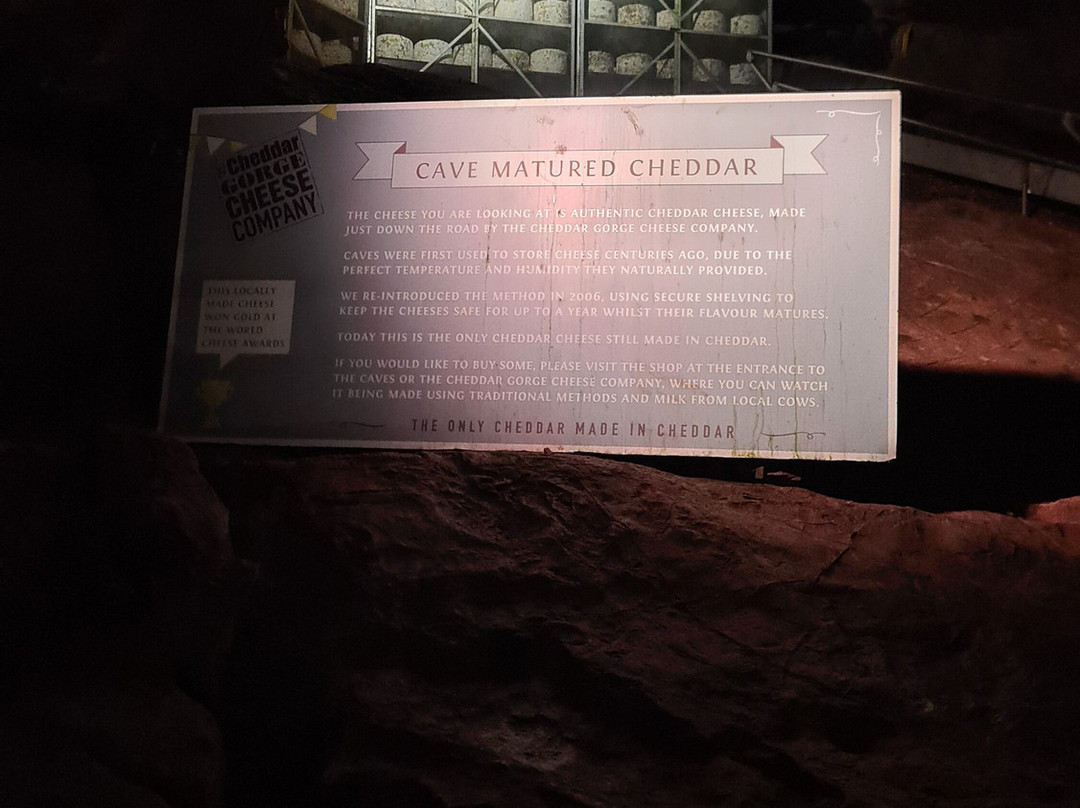 Cheddar
GORGE
CHEESE
COMPANY
CAVE MATURED CHEDDAR
THE CHEESE YOU ARE LOOKING AT IS AUTHENTIC CHEDDAR CHEESE, MADE
JUST DOWN THE ROAD BY THE CHEDDAR GORGE CHEESE COMPANY.
CAVES WERE FIRST USED TO STORE CHEESE CENTURIES AGO, DUE TO THE
PERFECT TEMPERATURE AND HUMIDITY THEY NATURALLY PROVIDED.
WE RE-INTRODUCED THE METHOD IN 2006, USING SECURE SHELVING TO
KEEP THE CHEESES SAFE FOR UP TO A YEAR WHILST THEIR FLAVOUR MATURES.
TODAY THIS IS THE ONLY CHEDDAR CHEESE STILL MADE IN CHEDDAR.
IF YOU WOULD LIKE TO BUY SOME, PLEASE VISIT THE SHOP AT THE ENTRANCE TO
THE CAVES OR THE CHEDDAR GORGE CHEESE COMPANY, WHERE YOU CAN WATCH
IT BEING MADE USING TRADITIONAL METHODS AND MILK FROM LOCAL COWS.
THE ONLY CHEDDAR MADE IN CHEDDAR
THIS LOCALLY
MADE CHEESE
WON GOLD AT
THE WORLD
CHEESE AWARDS